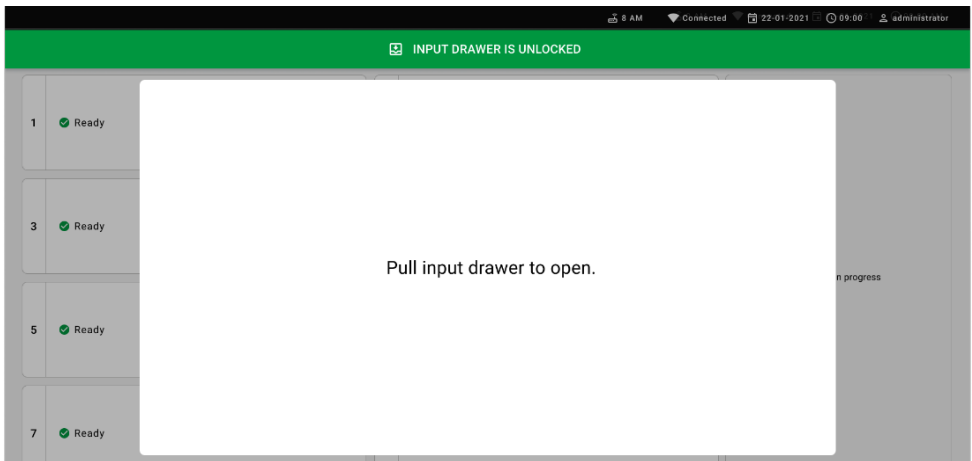 8 AM Connected 22-01-2021 09:00 administrator
INPUT DRAWER IS UNLOCKED
1 Ready
3 Ready
Pull input drawer to open.
progress
5 Ready
7 Ready